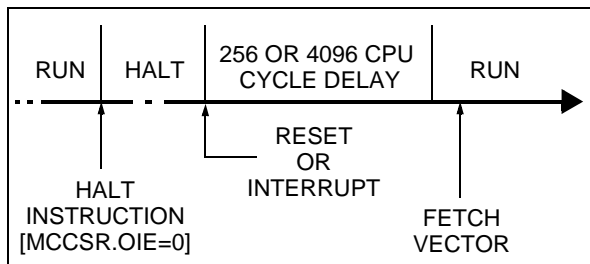 RUN
HALT
256 OR 4096 CPU
CYCLE DELAY
RUN
RESET
OR
INTERRUPT
HALT
INSTRUCTION
[MCCSR.OIE=0]
FETCH
VECTOR